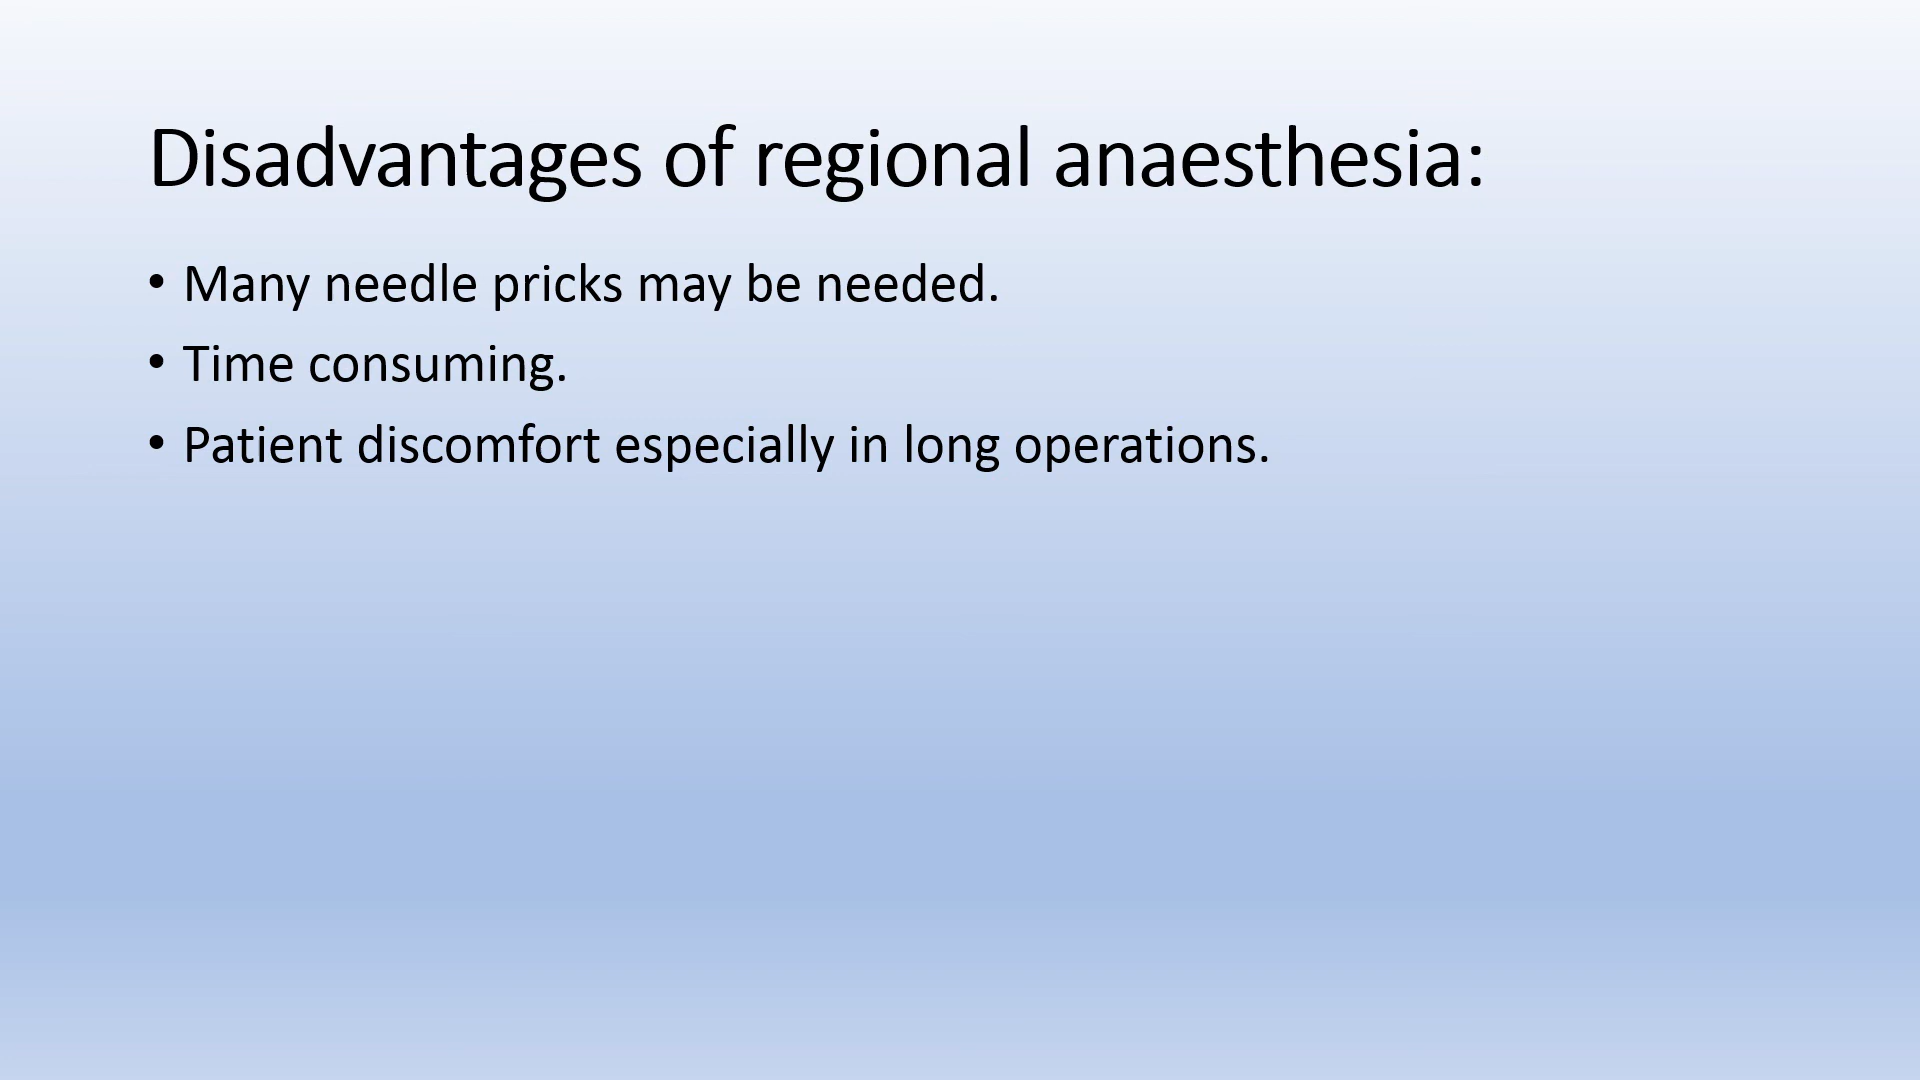 Disadvantages of regional anaesthesia:
• Many needle pricks may be needed.
• Time consuming.
• Patient discomfort especially in long operations.